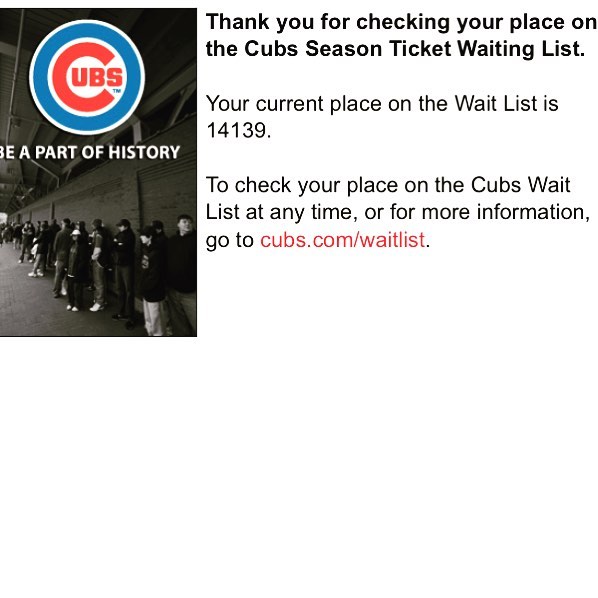 CUBS
TM
BE A PART OF HISTORY
Thank you for checking your place on
the Cubs Season Ticket Waiting List.
Your current place on the Wait List is
14139.
To check your place on the Cubs Wait
List at any time, or for more information,
go to cubs.com/waitlist.